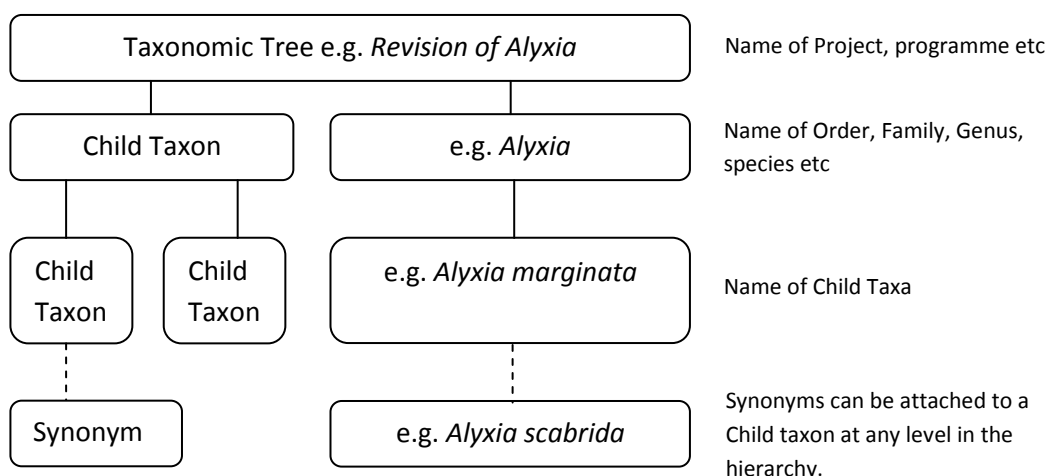 Taxonomic Tree e.g. Revision of Alyxia
Name of Project, programme etc
Child Taxon
e.g. Alyxia
Name of Order, Family, Genus,
species etc
Child
Taxon
Child
Taxon
e.g. Alyxia marginata
Name of Child Taxa
Synonym
e.g. Alyxia scabrida
Synonyms can be attached to a
Child taxon at any level in the
hierarchy.